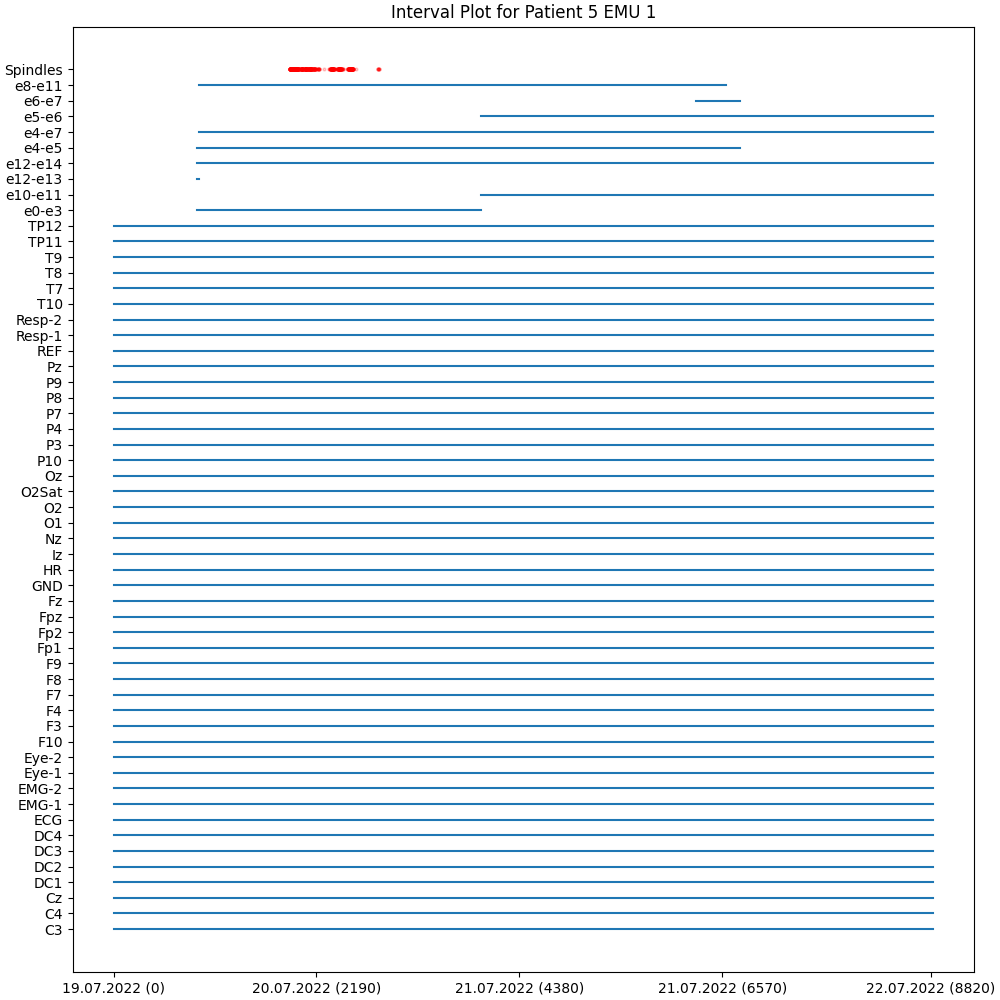 Interval Plot for Patient 5 EMU 1
Spindles
e8-e11
e6-e7
e5-e6
e4-e7
e4-e5
e12-e14
e12-e13
e10-e11
e0-e3
TP12
TP11
T9
T8
T7
T10
Resp-2
Resp-1
REF
Pz
P9
P8
P7
P4
P3
P10
Oz
O2Sat
O2
O1
Nz
Iz
HR
GND
Fz
Fpz
Fp2
Fp1
F9
F8
F7
F4
F3
F10
Eye-2
Eye-1
EMG-2
EMG-1
ECG
DC4
DC3
DC2
DC1
Cz
C4
C3
19.07.2022 (0) 20.07.2022 (2190) 21.07.2022 (4380) 21.07.2022 (6570) 22.07.2022 (8820)